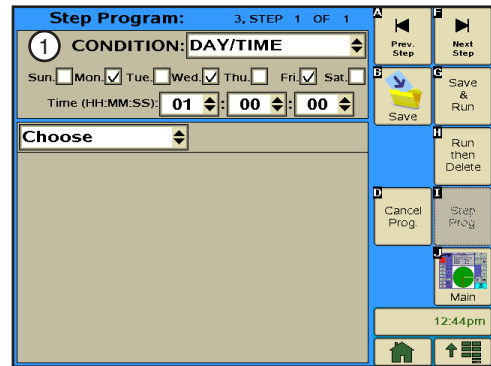 Step Program: 3, STEP 1 OF 1
1 CONDITION: DAY/TIME
Sun. Mon. Tue. Wed. Thu. Fri. Sat.
Time (HH:MM:SS): 01 : 00 : 00
Choose
A
Prev.
Step
F
Next
Step
B
Save
G
Save
&
Run
H
Run
then
Delete
D
Cancel
Prog.
I
Step
Prog
J
Main
12:44pm